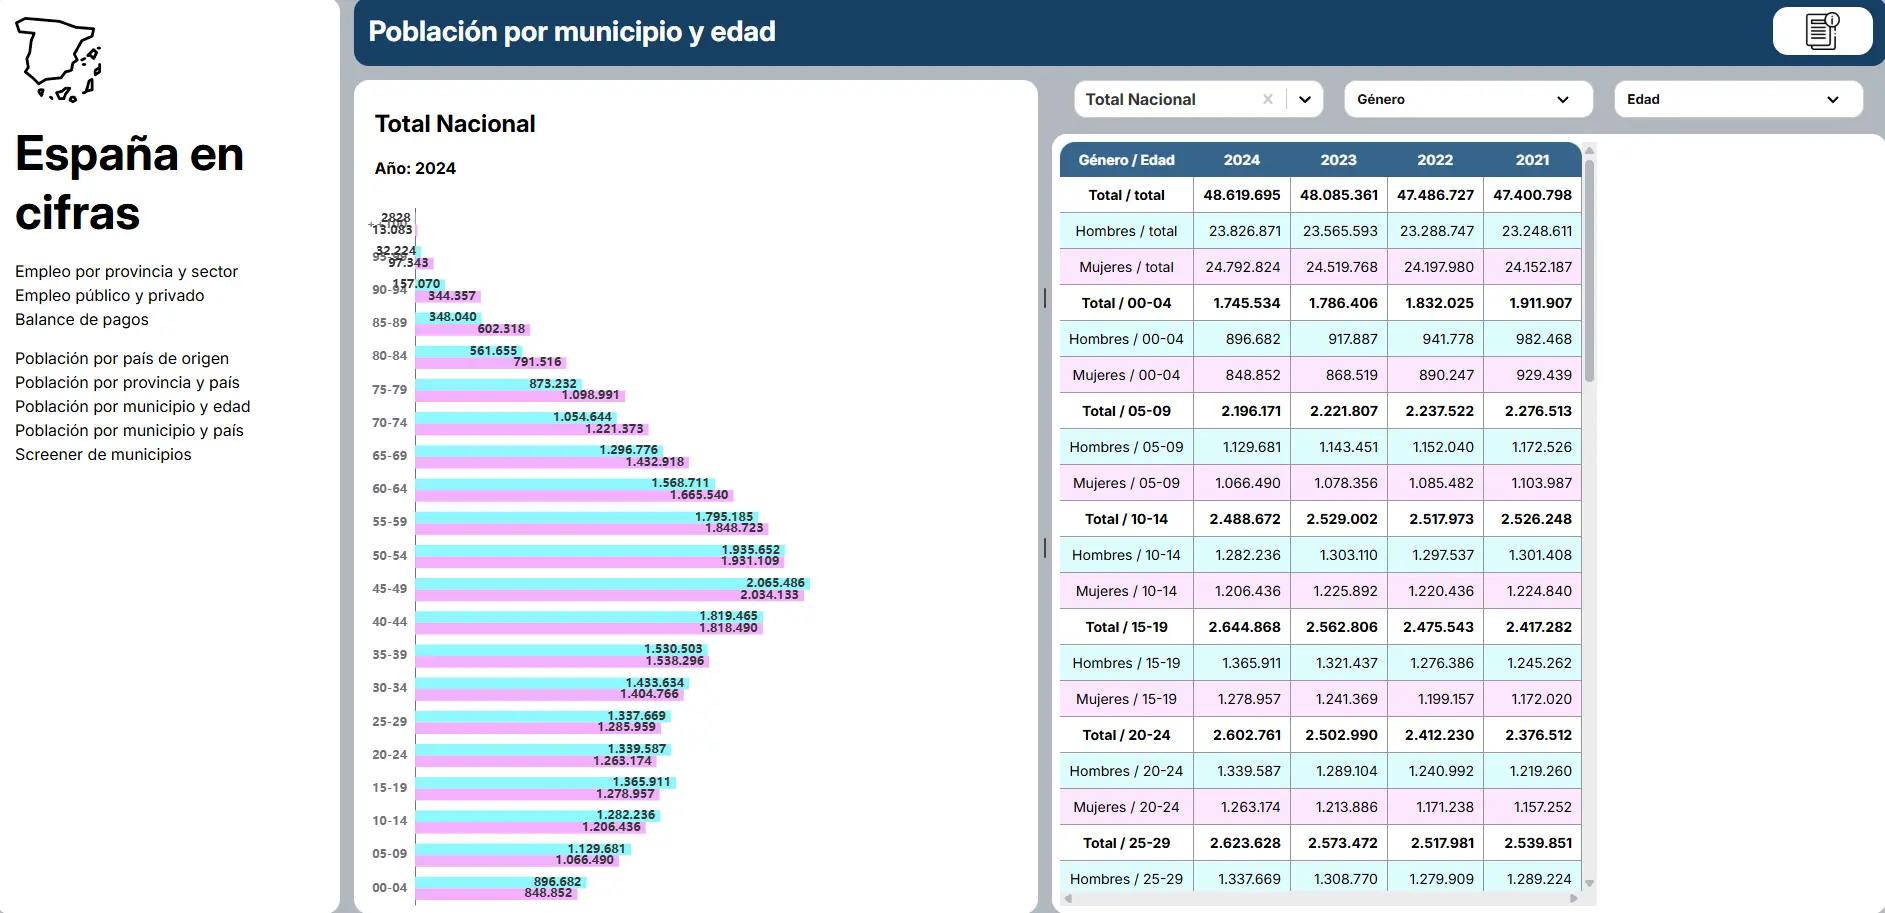 España en
cifras
Empleo por provincia y sector
Empleo público y privado
Balance de pagos
Población por país de origen
Población por provincia y país
Población por municipio y edad
Población por municipio y país
Screener de municipios
Población por municipio y edad
Total Nacional
Año: 2024
2828
13.083
32.224
97.343
157.070
90-94
344.357
348.040
85-89
602.318
561.655
80-84
791.516
873.232
75-79
1.098.991
1.054.644
70-74
1.221.373
1.296.776
65-69
1.432.918
1.568.711
60-64
1.665.540
1.795.185
55-59
1.848.723
1.935.652
50-54
1.931.109
2.065.486
45-49
2.034.133
1.819.465
40-44
1.818.490
1.530.503
35-39
1.538.296
1.433.634
30-34
1.404.766
1.337.669
25-29
1.285.959
1.339.587
20-24
1.263.174
1.365.911
15-19
1.278.957
1.282.236
10-14
1.206.436
1.129.681
05-09
1.066.490
896.682
00-04
848.852
Total Nacional
Género
Edad
Género / Edad 2024 2023 2022 2021
Total / total 48.619.695 48.085.361 47.486.727 47.400.798
Hombres / total 23.826.871 23.565.593 23.288.747 23.248.611
Mujeres / total 24.792.824 24.519.768 24.197.980 24.152.187
Total / 00-04 1.745.534 1.786.406 1.832.025 1.911.907
Hombres / 00-04 896.682 917.887 941.778 982.468
Mujeres / 00-04 848.852 868.519 890.247 929.439
Total / 05-09 2.196.171 2.221.807 2.237.522 2.276.513
Hombres / 05-09 1.129.681 1.143.451 1.152.040 1.172.526
Mujeres / 05-09 1.066.490 1.078.356 1.085.482 1.103.987
Total / 10-14 2.488.672 2.529.002 2.517.973 2.526.248
Hombres / 10-14 1.282.236 1.303.110 1.297.537 1.301.408
Mujeres / 10-14 1.206.436 1.225.892 1.220.436 1.224.840
Total / 15-19 2.644.868 2.562.806 2.475.543 2.417.282
Hombres / 15-19 1.365.911 1.321.437 1.276.386 1.245.262
Mujeres / 15-19 1.278.957 1.241.369 1.199.157 1.172.020
Total / 20-24 2.602.761 2.502.990 2.412.230 2.376.512
Hombres / 20-24 1.339.587 1.289.104 1.240.992 1.219.260
Mujeres / 20-24 1.263.174 1.213.886 1.171.238 1.157.252
Total / 25-29 2.623.628 2.573.472 2.517.981 2.539.851
Hombres / 25-29 1.337.669 1.308.770 1.279.909 1.289.224